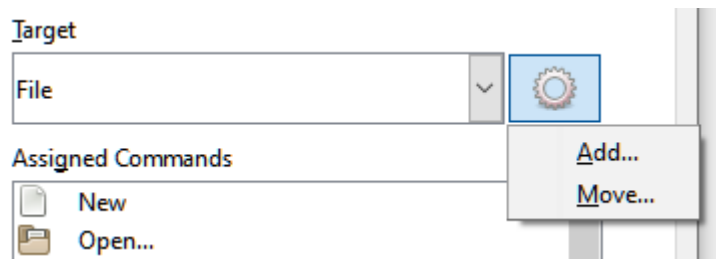 Target
File
Add...
Assigned Commands
Move...
New
Open...